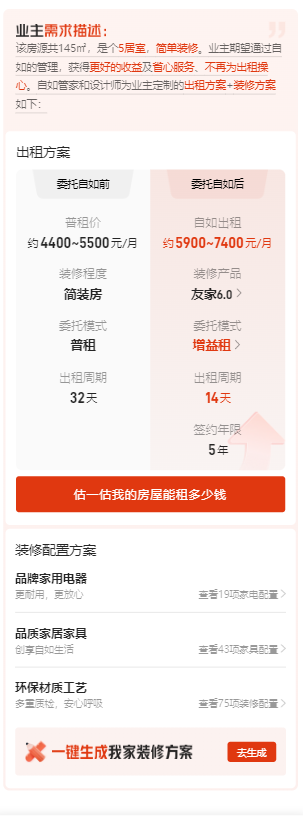 业主需求描述：
该房源共145㎡，是个5居室，简单装修。业主期望通过自
如的管理，获得更好的收益及省心服务、不再为出租操
心。自如管家和设计师为业主定制的出租方案+装修方案
如下：
出租方案
委托自如前
委托自如后
普租价
自如出租
约4400~5500元/月
约5900~7400元/月
装修程度
装修产品
简装房
友家6.0 >
委托模式
委托模式
普租
增益租 >
出租周期
出租周期
32天
14天
签约年限
5年
估一估我的房屋能租多少钱
装修配置方案
品牌家用电器
更耐用，更放心
查看19项家电配置 >
品质家居家具
创享自如生活
查看43项家具配置 >
环保材质工艺
多重质检，安心呼吸
查看75项装修配置 >
一键生成我家装修方案
去生成